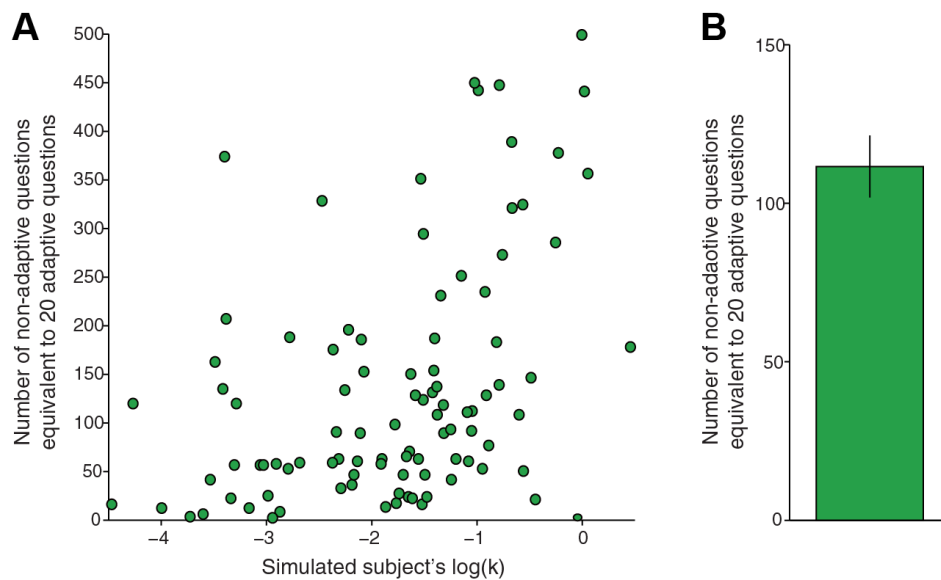 A
Number of non-adaptive questions
equivalent to 20 adaptive questions
500
450
400
350
300
250
200
150
100
50
0
−4
−3
−2
−1
0
Simulated subject's log(k)
B
Number of non-adaotive questions
equivalent to 20 adaptive questions
150
100
50
0